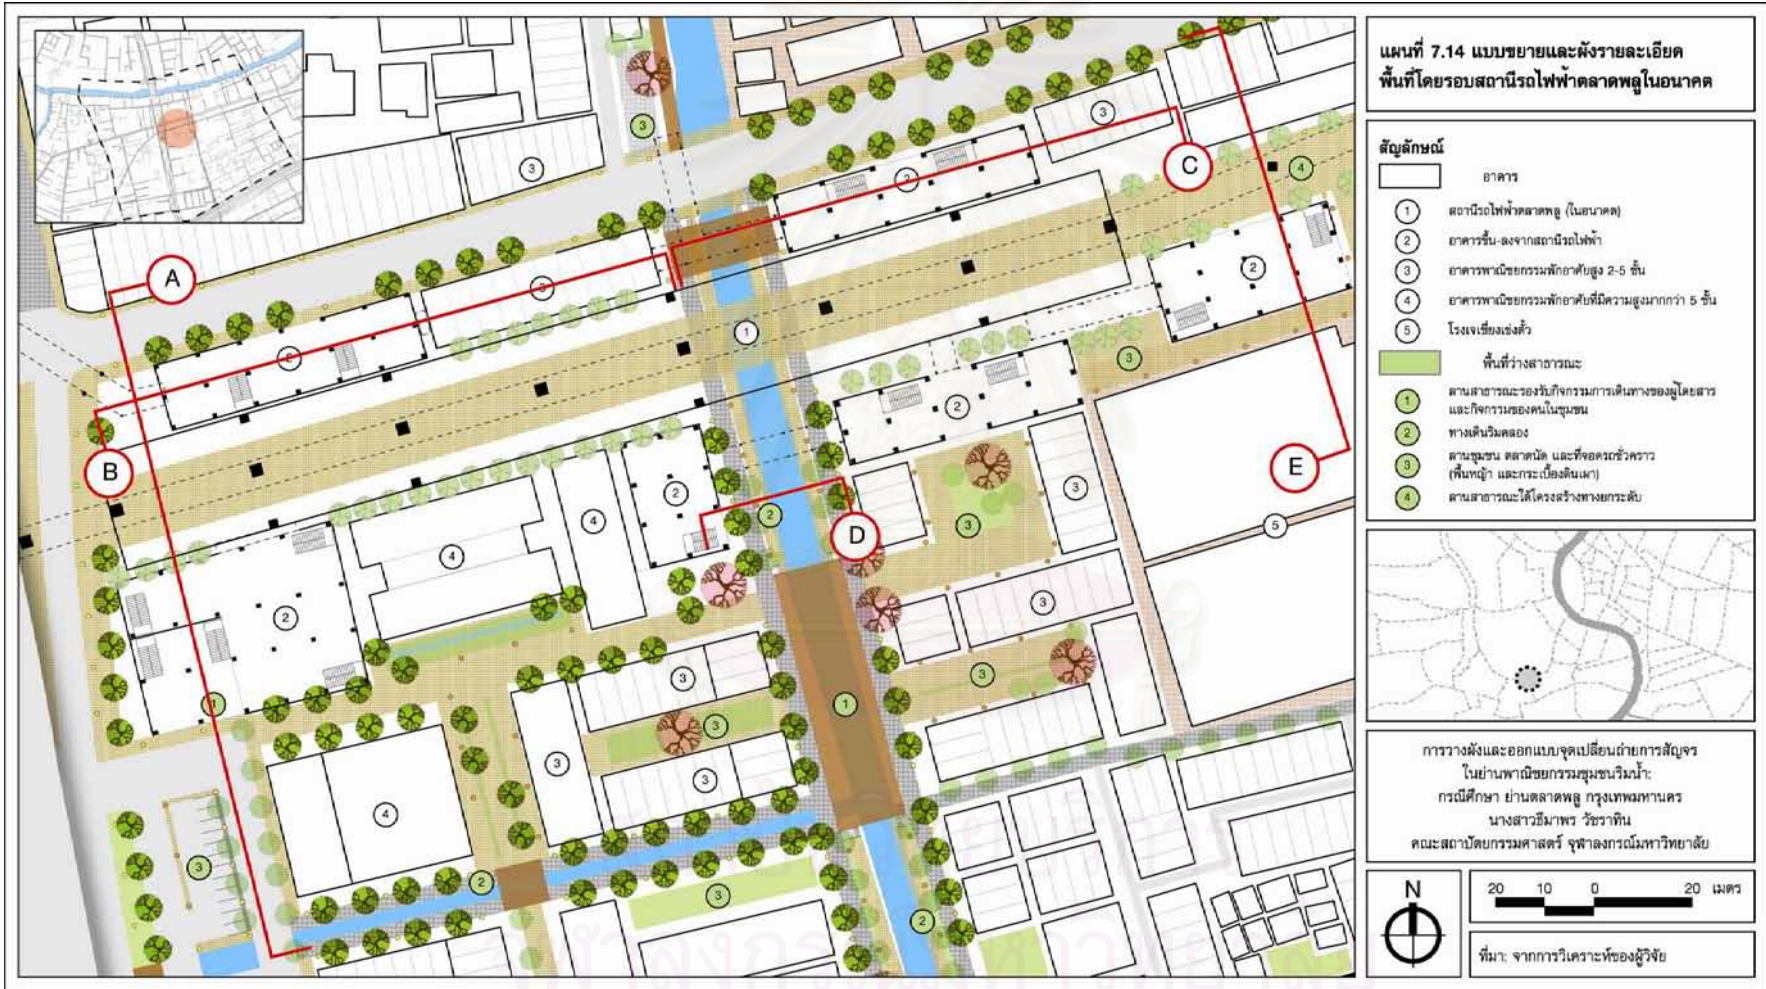 แผนที่ 7.14 แบบขยายและผังรายละเอียด
พื้นที่โดยรอบสถานีรถไฟฟ้าตลาดพลูในอนาคต
สัญลักษณ์
อาคาร
1 สถานีรถไฟฟ้าตลาดพลู (ในอนาคต)
2 อาคารขึ้น-ลงจากสถานีรถไฟฟ้า
3 อาคารพาณิชยกรรมพักอาศัยสูง 2-5 ชั้น
4 อาคารพาณิชยกรรมพักอาศัยที่มีความสูงมากกว่า 5 ชั้น
5 โรงเจเซี่ยงเข่งตั้ว
พื้นที่ว่างสาธารณะ
1 ลานสาธารณะรองรับกิจกรรมการเดินทางของผู้โดยสาร
และกิจกรรมของคนในชุมชน
2 ทางเดินริมคลอง
3 ลานชุมชน ตลาดนัด และที่จอดรถชั่วคราว
(พื้นหญ้า และกระเบื้องดินเผา)
4 ลานสาธารณะใต้โครงสร้างทางยกระดับ
การวางผังและออกแบบจุดเปลี่ยนถ่ายการสัญจร
ในย่านพาณิชยกรรมชุมชนริมน้ำ:
กรณีศึกษา ย่านตลาดพลู กรุงเทพมหานคร
นางสาวธีมาพร วัชราทิน
คณะสถาปัตยกรรมศาสตร์ จุฬาลงกรณ์มหาวิทยาลัย
N
20 10 0 20 เมตร
ที่มา: จากการวิเคราะห์ของผู้วิจัย
A
B
C
D
E